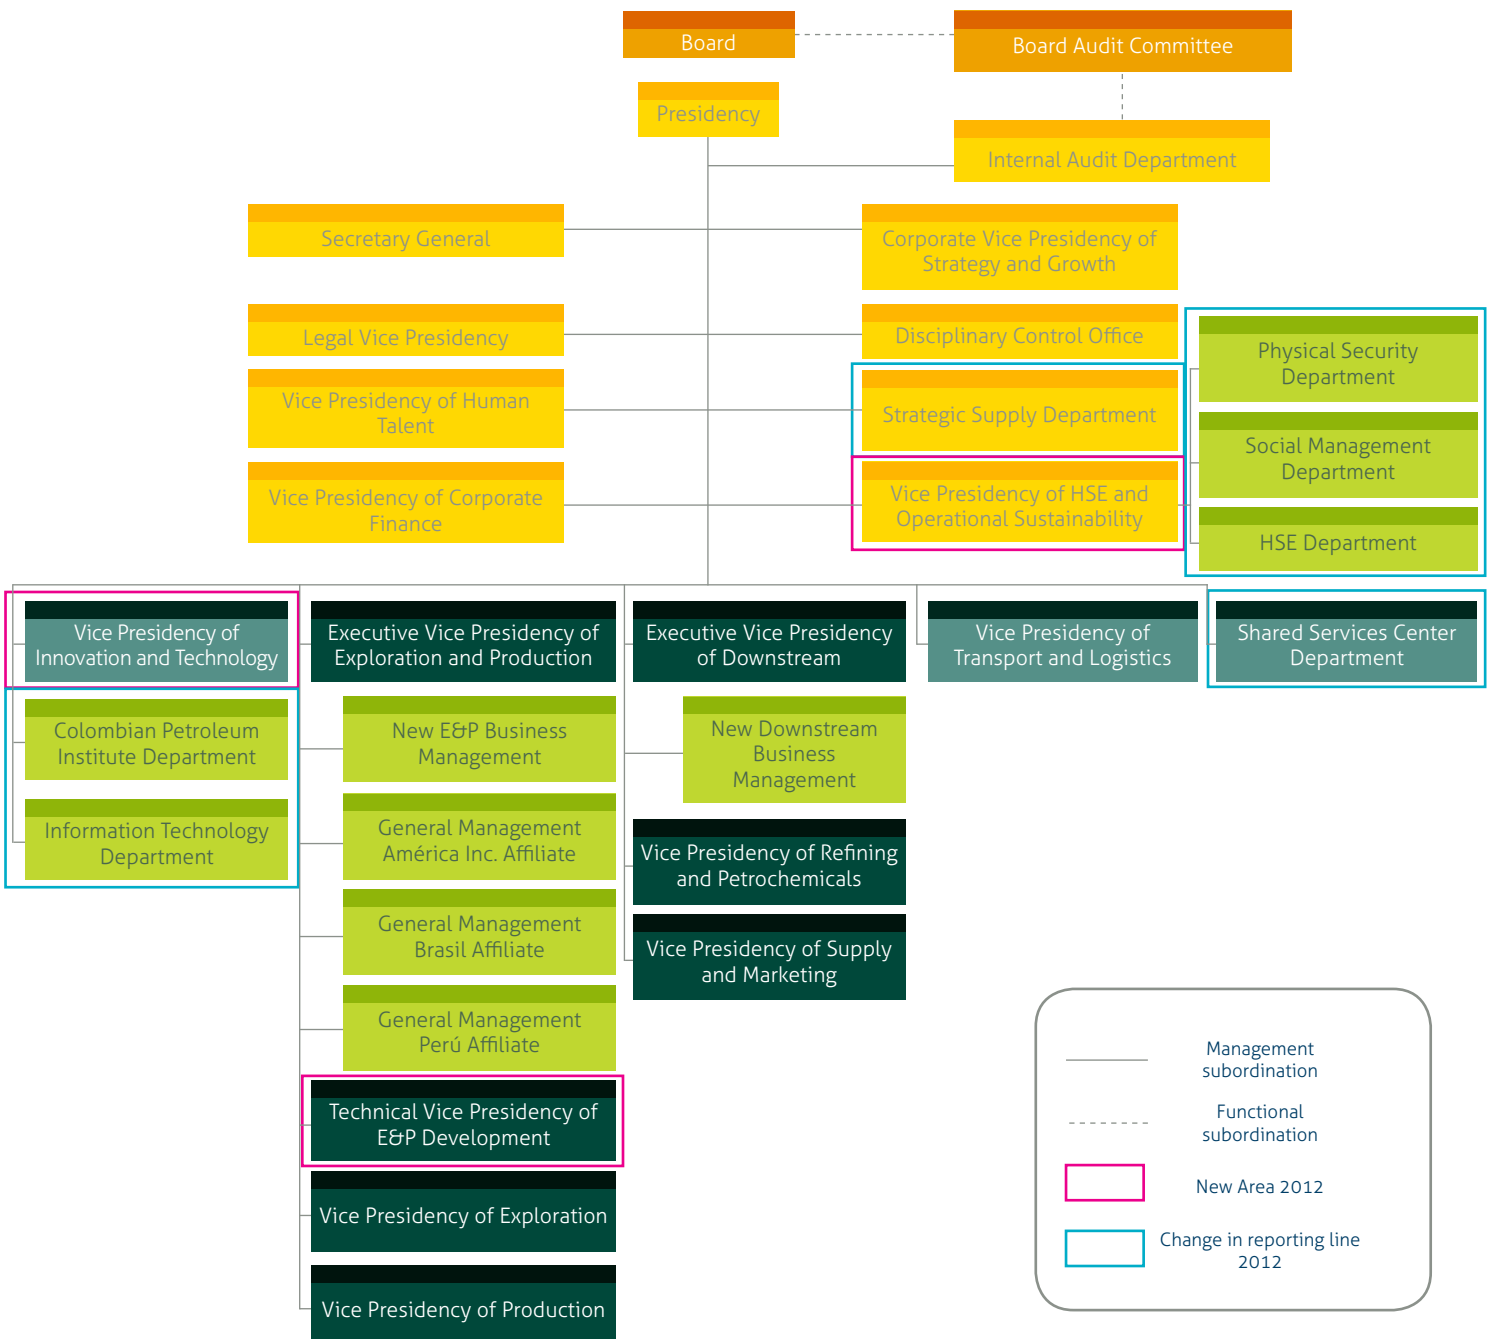 Board
Board Audit Committee
Presidency
Internal Audit Department
Secretary General
Corporate Vice Presidency of
Strategy and Growth
Legal Vice Presidency
Disciplinary Control Office
Physical Security
Department
Vice Presidency of Human
Talent
Strategic Supply Department
Social Management
Department
Vice Presidency of Corporate
Finance
Vice Presidency of HSE and
Operational Sustainability
HSE Department
Vice Presidency of
Innovation and Technology
Executive Vice Presidency of
Exploration and Production
Executive Vice Presidency
of Downstream
Vice Presidency of
Transport and Logistics
Shared Services Center
Department
Colombian Petroleum
Institute Department
Information Technology
Department
New E&P Business
Management
General Management
América Inc. Affiliate
General Management
Brasil Affiliate
General Management
Perú Affiliate
Technical Vice Presidency of
E&P Development
Vice Presidency of Exploration
Vice Presidency of Production
New Downstream
Business
Management
Vice Presidency of Refining
and Petrochemicals
Vice Presidency of Supply
and Marketing
Management
subordination
Functional
subordination
New Area 2012
Change in reporting line
2012